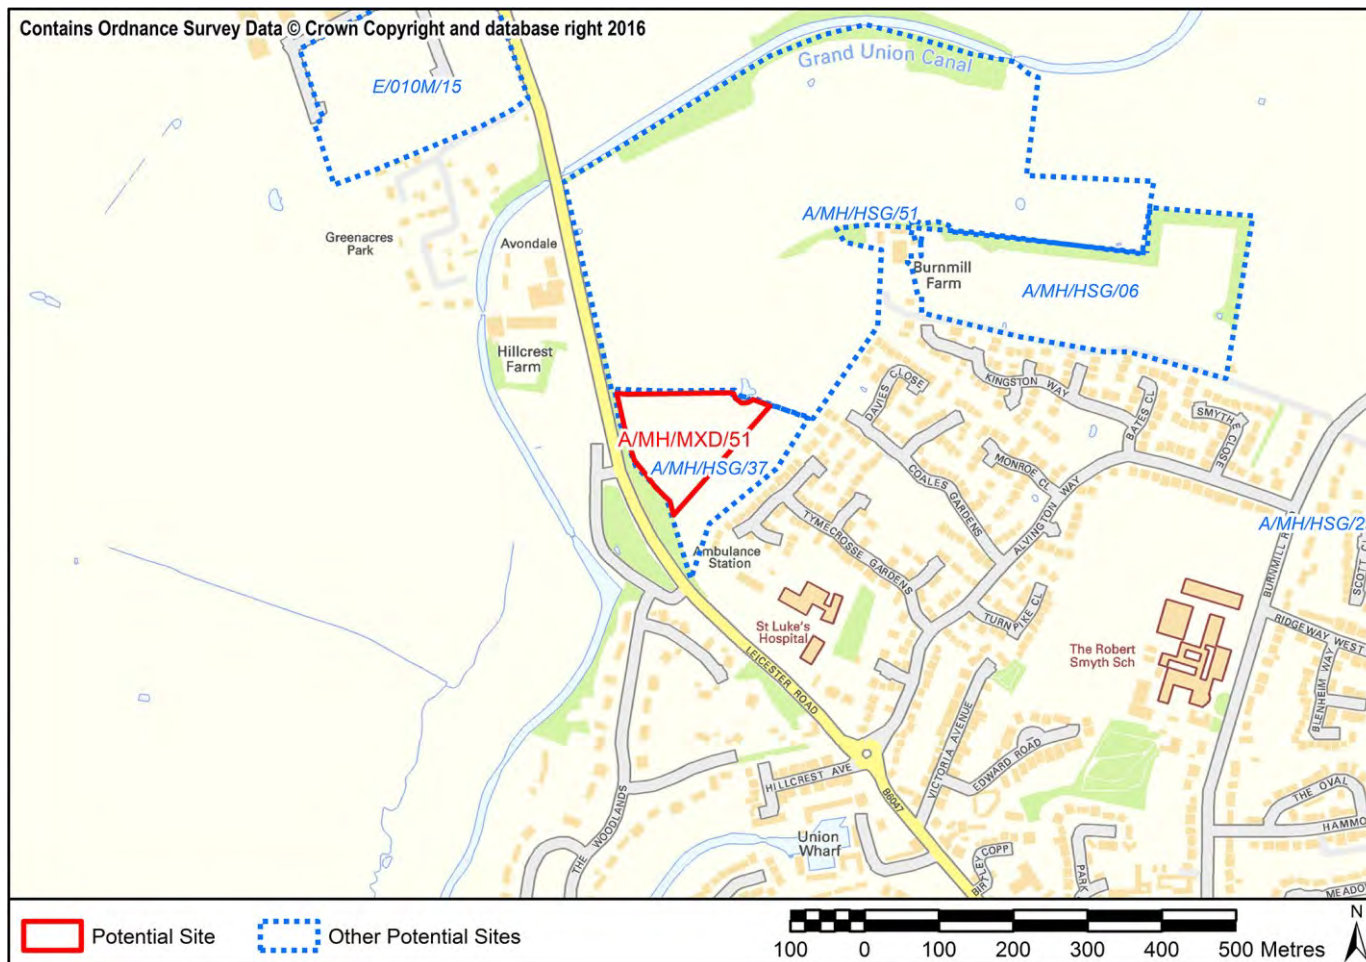 Contains Ordnance Survey Data © Crown Copyright and database right 2016
Grand Union Canal
E/010M/15
A/MH/HSG/51
Greenacres
Park
Avondale
Burnmill
Farm
A/MH/HSG/06
Hillcrest
Farm
DAVIES CLOSE
KINGSTON WAY
BATES CL
SMYTHE CLOSE
A/MH/MXD/51
A/MH/HSG/37
COALES GARDENS
MONROE CL
ALVINGTON WAY
TYMECROSSE GARDENS
Ambulance
Station
A/MH/HSG/2
BURNMILL R
SCOTT CL
St Luke's
Hospital
TURNPIKE CL
The Robert
Smyth Sch
RIDGEWAY WEST
BLENHEIM WAY
LEICESTER ROAD
VICTORIA AVENUE
EDWARD ROAD
HILLCREST AVE
B6047
THE WOODLANDS
Union
Wharf
BIRTLEY COPP
PARK
THE OVAL
HAMMO
MEADO
Potential Site
Other Potential Sites
100 0 100 200 300 400 500 Metres
N